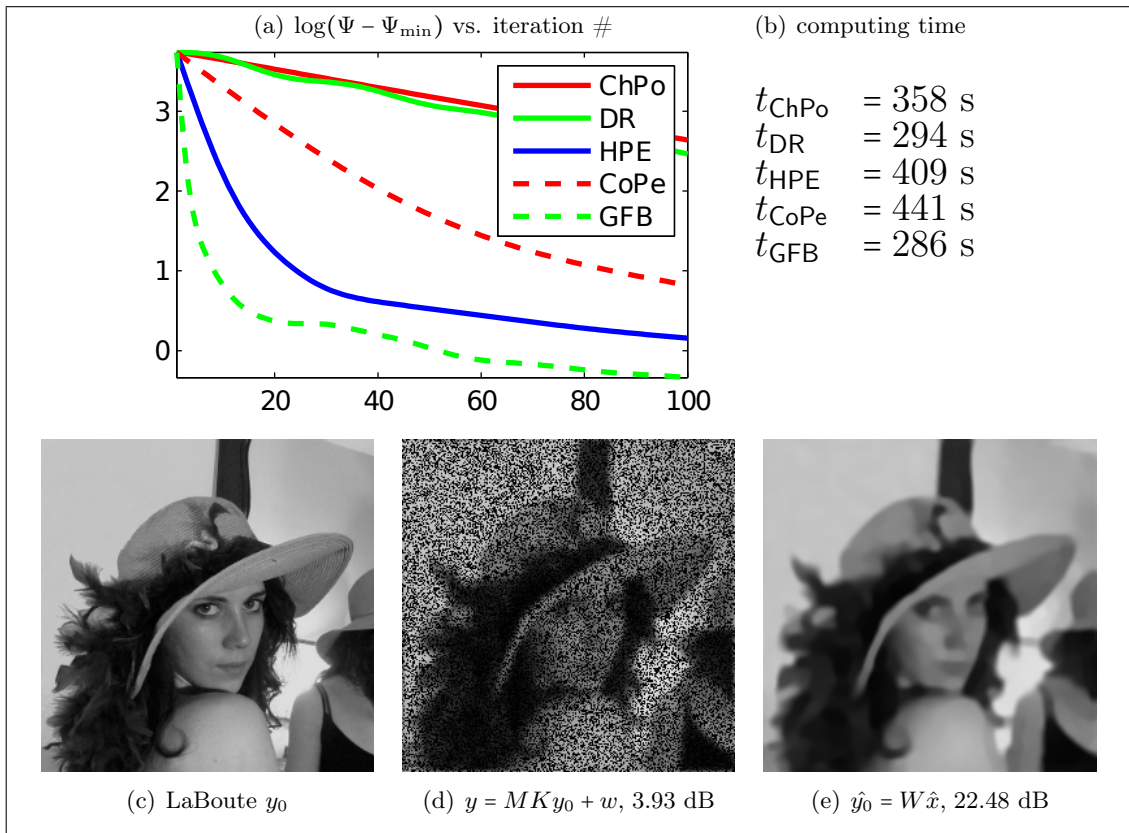 (a) log(Ψ − Ψmin) vs. iteration #
(b) computing time
3
2
1
0
20 40 60 80 100
ChPo
DR
HPE
CoPe
GFB
tChPo = 358 s
tDR = 294 s
tHPE = 409 s
tCoPe = 441 s
tGFB = 286 s
(c) LaBoute y0
(d) y = MKy0 + w, 3.93 dB
(e) ŷ0 = Wx̂, 22.48 dB